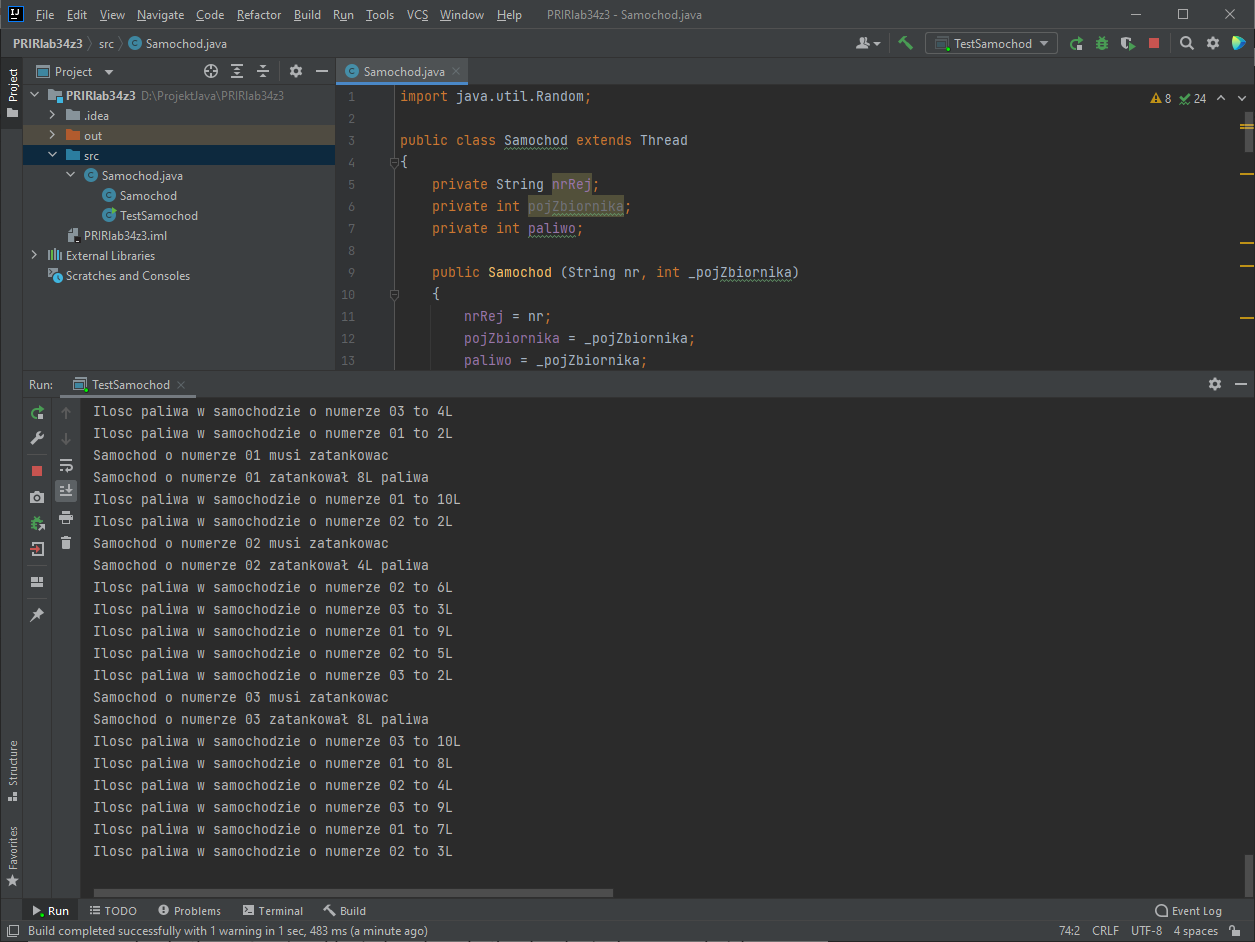 File Edit View Navigate Code Refactor Build Run Tools VCS Window Help PRIRlab34z3 - Samochod.java
PRIRlab34z3 src Samochod.java TestSamochod
Project
Project
Samochod.java
PRIRlab34z3 D:\ProjektJava\PRIRlab34z3
.idea
out
src
Samochod.java
Samochod
TestSamochod
PRIRlab34z3.iml
External Libraries
Scratches and Consoles
8 24
1 import java.util.Random;
2
3 public class Samochod extends Thread
4 {
5 private String nrRej;
6 private int pojZbiornika;
7 private int paliwo;
8
9 public Samochod (String nr, int _pojZbiornika)
10 {
11 nrRej = nr;
12 pojZbiornika = _pojZbiornika;
13 paliwo = _pojZbiornika;
Run: TestSamochod
Ilosc paliwa w samochodzie o numerze 03 to 4L
Ilosc paliwa w samochodzie o numerze 01 to 2L
Samochod o numerze 01 musi zatankowac
Samochod o numerze 01 zatankował 8L paliwa
Ilosc paliwa w samochodzie o numerze 01 to 10L
Ilosc paliwa w samochodzie o numerze 02 to 2L
Samochod o numerze 02 musi zatankowac
Samochod o numerze 02 zatankował 4L paliwa
Ilosc paliwa w samochodzie o numerze 02 to 6L
Ilosc paliwa w samochodzie o numerze 03 to 3L
Ilosc paliwa w samochodzie o numerze 01 to 9L
Ilosc paliwa w samochodzie o numerze 02 to 5L
Ilosc paliwa w samochodzie o numerze 03 to 2L
Samochod o numerze 03 musi zatankowac
Samochod o numerze 03 zatankował 8L paliwa
Ilosc paliwa w samochodzie o numerze 03 to 10L
Ilosc paliwa w samochodzie o numerze 01 to 8L
Ilosc paliwa w samochodzie o numerze 02 to 4L
Ilosc paliwa w samochodzie o numerze 03 to 9L
Ilosc paliwa w samochodzie o numerze 01 to 7L
Ilosc paliwa w samochodzie o numerze 02 to 3L
Structure
Favorites
Run TODO Problems Terminal Build Event Log
Build completed successfully with 1 warning in 1 sec, 483 ms (a minute ago) 74:2 CRLF UTF-8 4 spaces